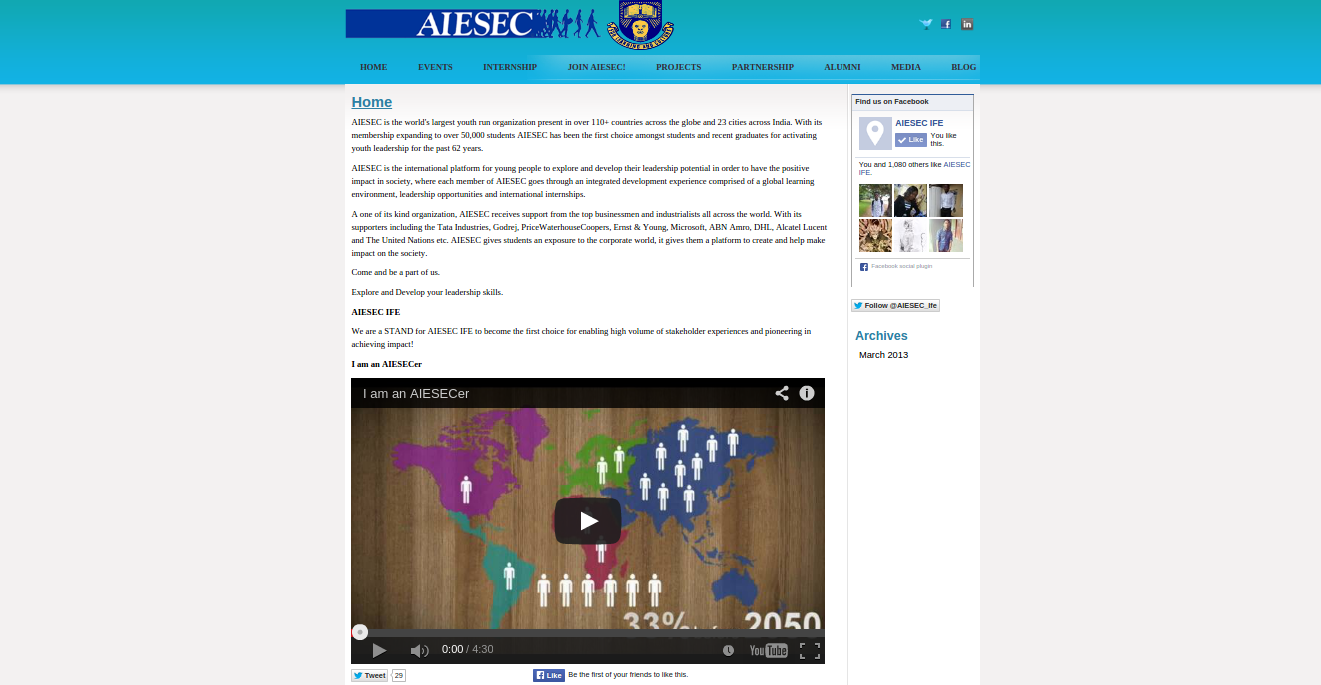 AIESEC
FOR LEARNING AND CULTURE
HOME EVENTS INTERNSHIP JOIN AIESEC! PROJECTS PARTNERSHIP ALUMNI MEDIA BLOG
Home
AIESEC is the world's largest youth run organization present in over 110+ countries across the globe and 23 cities across India. With its
membership expanding to over 50,000 students AIESEC has been the first choice amongst students and recent graduates for activating
youth leadership for the past 62 years.
AIESEC is the international platform for young people to explore and develop their leadership potential in order to have the positive
impact in society, where each member of AIESEC goes through an integrated development experience comprised of a global learning
environment, leadership opportunities and international internships.
A one of its kind organization, AIESEC receives support from the top businessmen and industrialists all across the world. With its
supporters including the Tata Industries, Godrej, PriceWaterhouseCoopers, Ernst & Young, Microsoft, ABN Amro, DHL, Alcatel Lucent
and The United Nations etc. AIESEC gives students an exposure to the corporate world, it gives them a platform to create and help make
impact on the society.
Come and be a part of us.
Explore and Develop your leadership skills.
AIESEC IFE
We are a STAND for AIESEC IFE to become the first choice for enabling high volume of stakeholder experiences and pioneering in
achieving impact!
I am an AIESECer
I am an AIESECer
33% 2050
0:00 / 4:30
YouTube
Tweet 29
Like Be the first of your friends to like this.
Find us on Facebook
AIESEC IFE
Like You like
this.
You and 1,080 others like AIESEC
IFE.
Facebook social plugin
Follow @AIESEC_Ife
Archives
March 2013